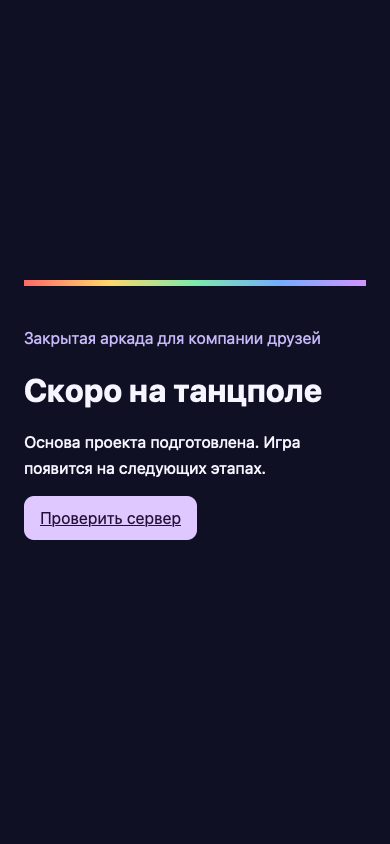 Закрытая аркада для компании друзей
Скоро на танцполе
Основа проекта подготовлена. Игра
появится на следующих этапах.
Проверить сервер